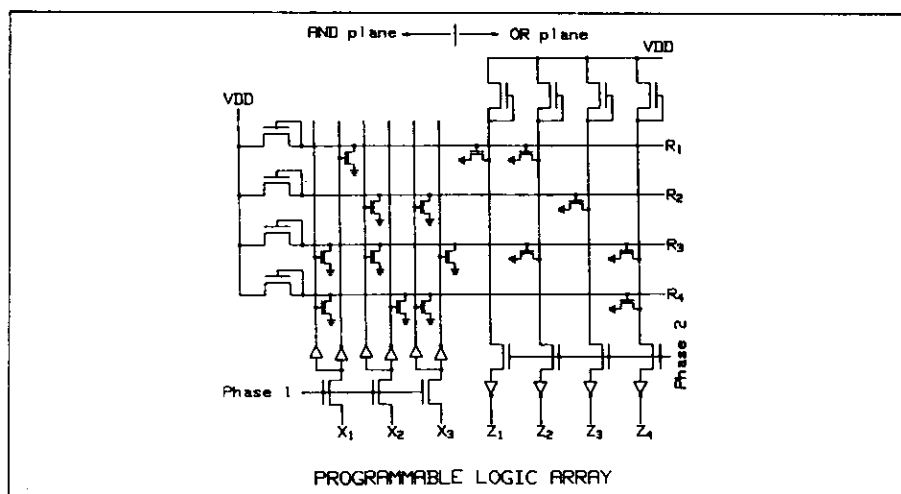 AND plane OR plane
VDD
VDD
R1
R2
R3
R4
Phase 2
Phase 1
X1 X2 X3 Z1 Z2 Z3 Z4
PROGRAMMABLE LOGIC ARRAY